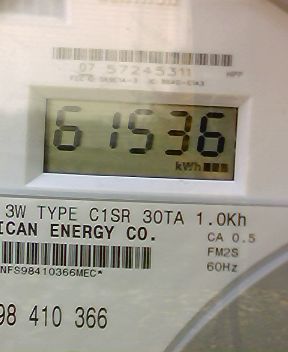 07 57245311 HPP
61536
kWh
3W TYPE C1SR 30TA 1.0Kh
ICAN ENERGY CO.
CA 0.5
FM2S
60Hz
NFS98410366MEC*
98 410 366